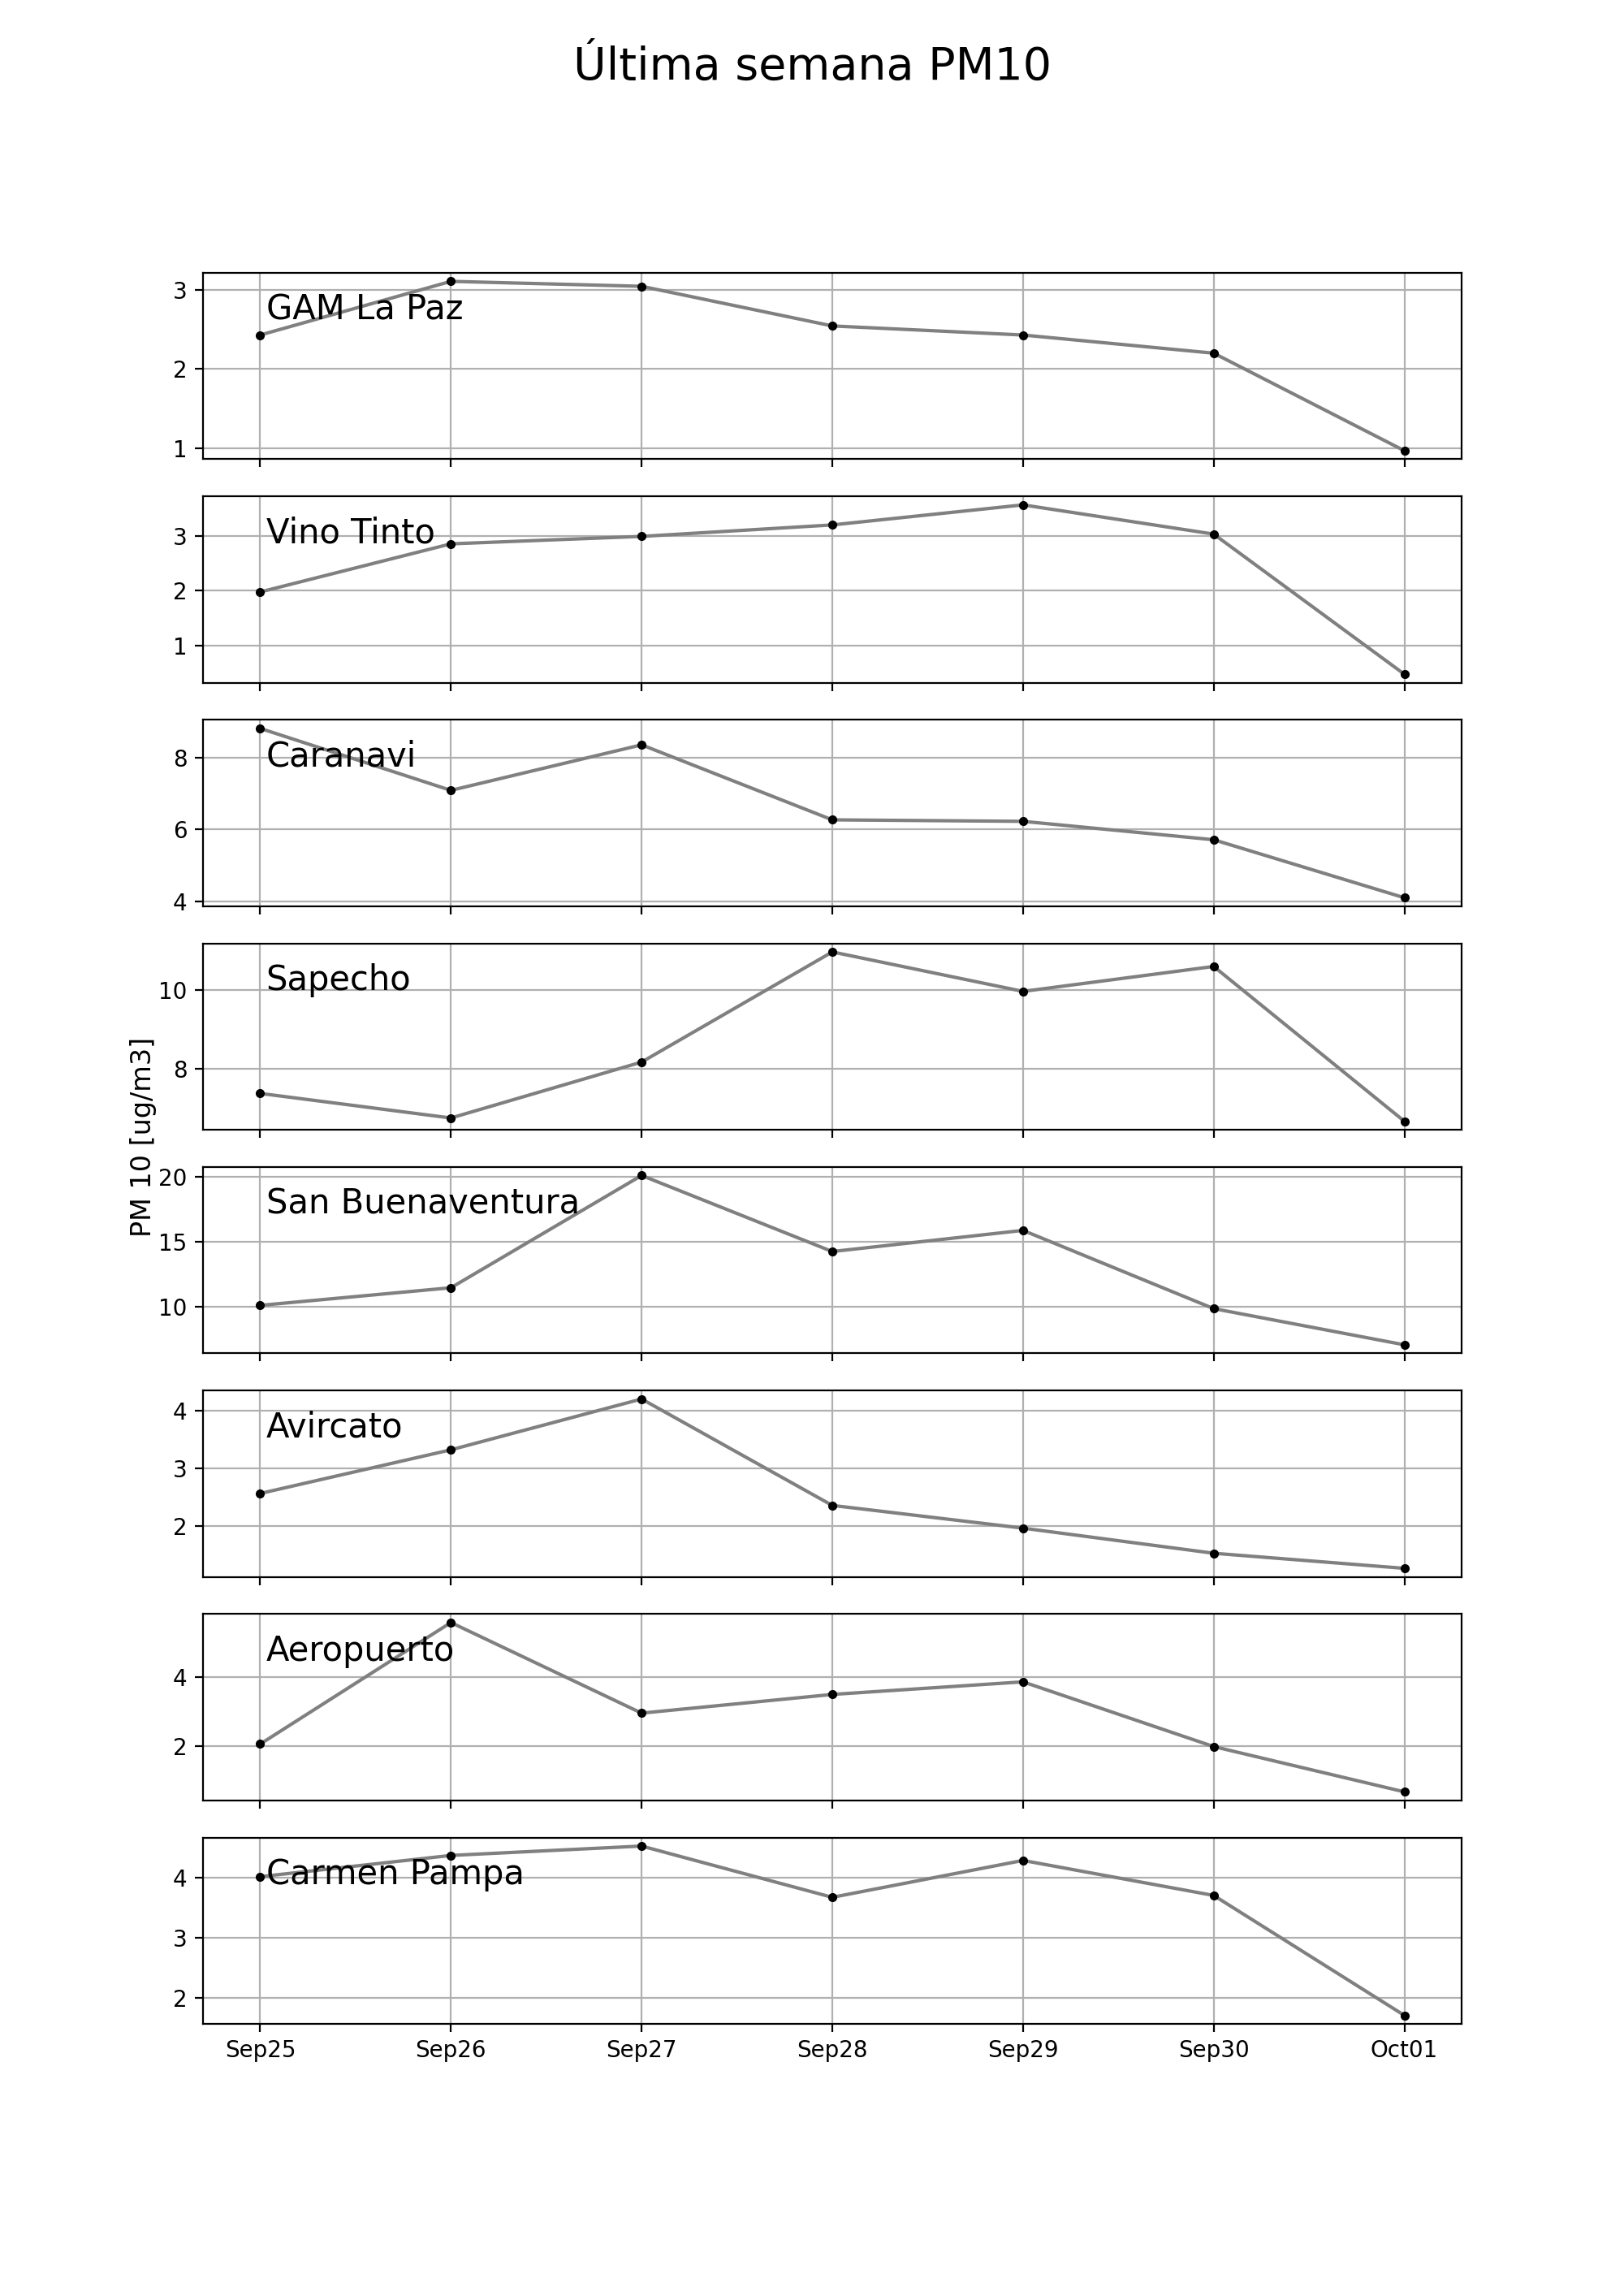 Última semana PM10
GAM La Paz
3
2
1
Vino Tinto
3
2
1
Caranavi
8
6
4
Sapecho
10
8
PM 10 [ug/m3]
San Buenaventura
20
15
10
Avircato
4
3
2
Aeropuerto
4
2
Carmen Pampa
4
3
2
Sep25 Sep26 Sep27 Sep28 Sep29 Sep30 Oct01